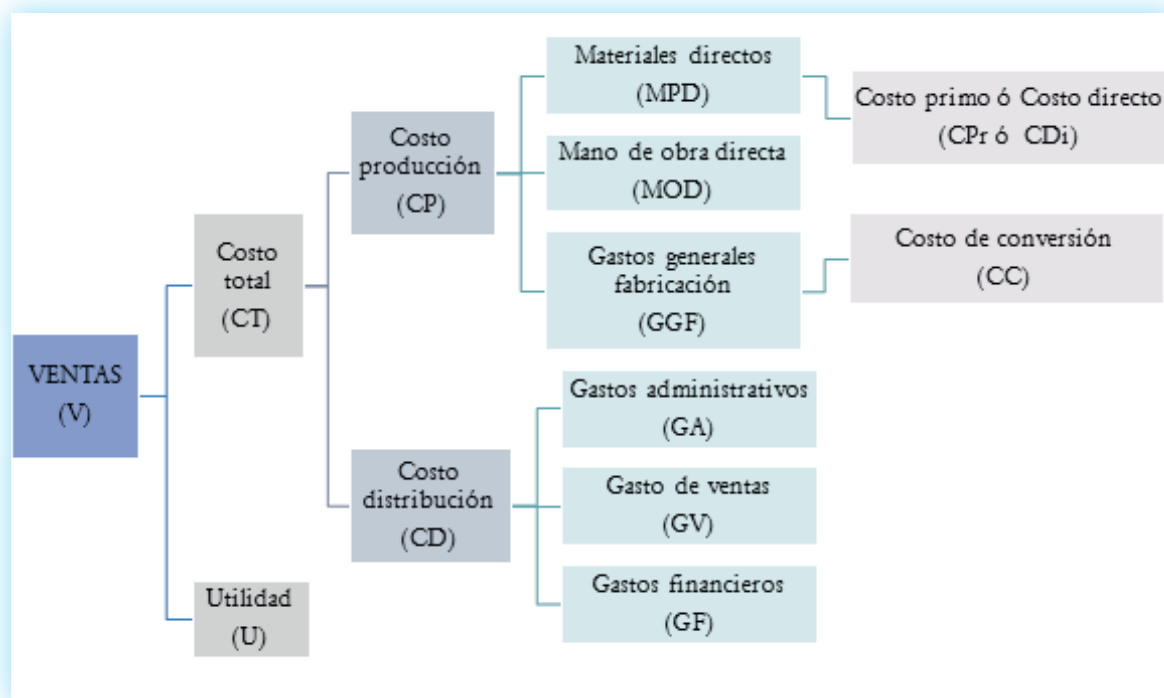 VENTAS
(V)
Costo
total
(CT)
Utilidad
(U)
Costo
producción
(CP)
Costo
distribución
(CD)
Materiales directos
(MPD)
Mano de obra directa
(MOD)
Gastos generales
fabricación
(GGF)
Gastos administrativos
(GA)
Gasto de ventas
(GV)
Gastos financieros
(GF)
Costo primo ó Costo directo
(CPr ó CDi)
Costo de conversión
(CC)